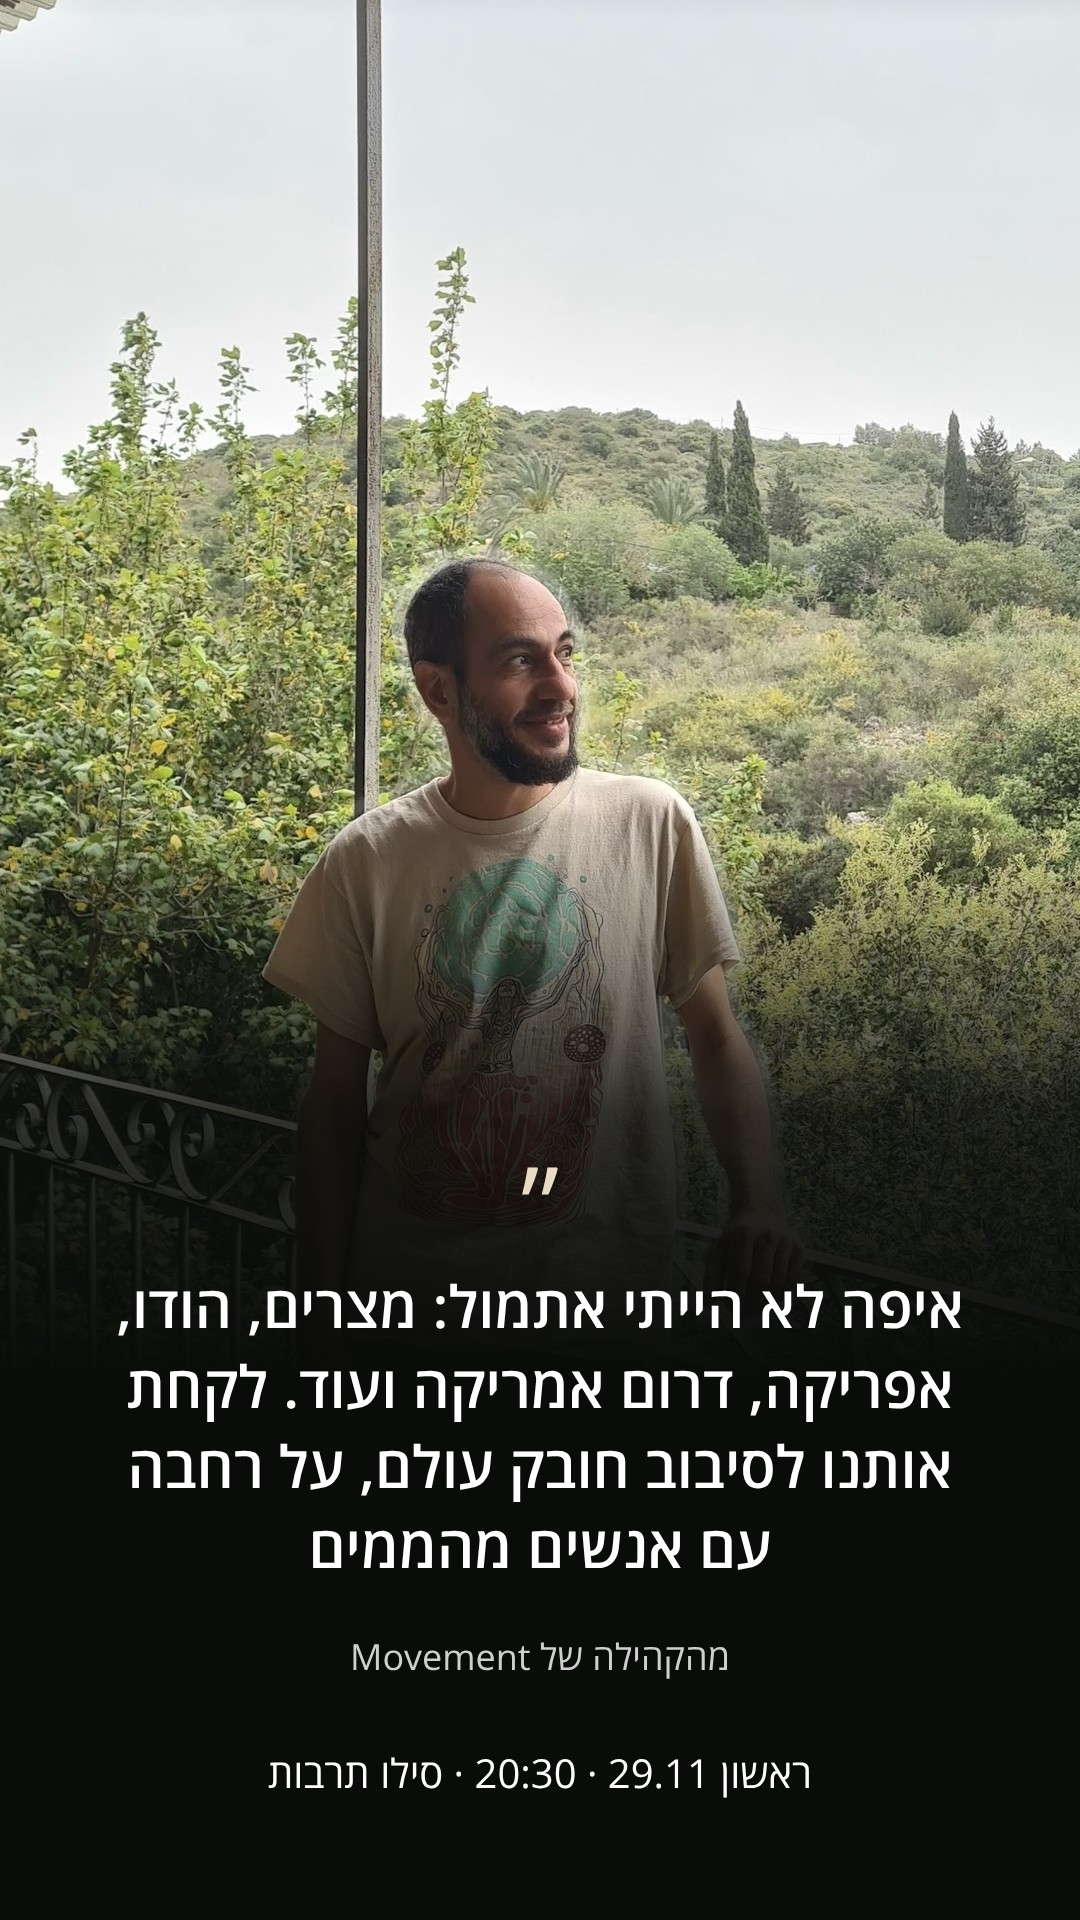 "
איפה לא הייתי אתמול: מצרים, הודו,
אפריקה, דרום אמריקה ועוד. לקחת
אותנו לסיבוב חובק עולם, על רחבה
עם אנשים מהממים
מהקהילה של Movement
ראשון 29.11 · 20:30 · סילו תרבות